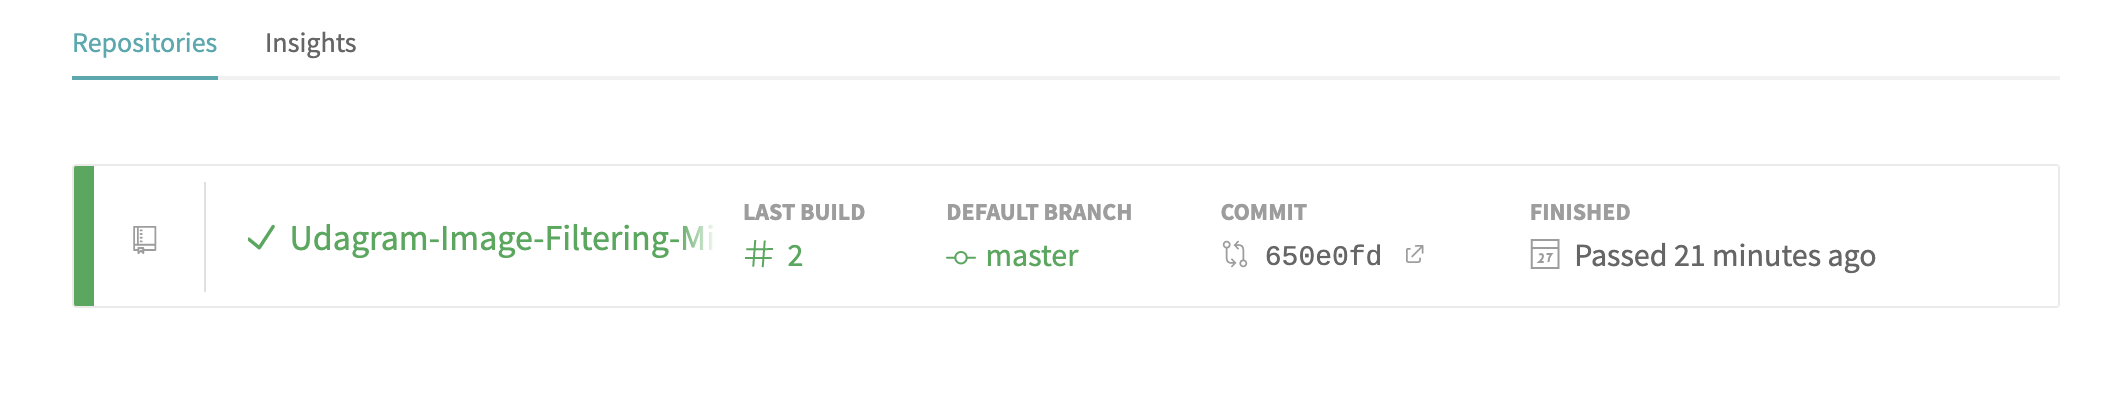 Repositories Insights
LAST BUILD DEFAULT BRANCH COMMIT FINISHED
✓ Udagram-Image-Filtering-Mi # 2 master 650e0fd 27 Passed 21 minutes ago